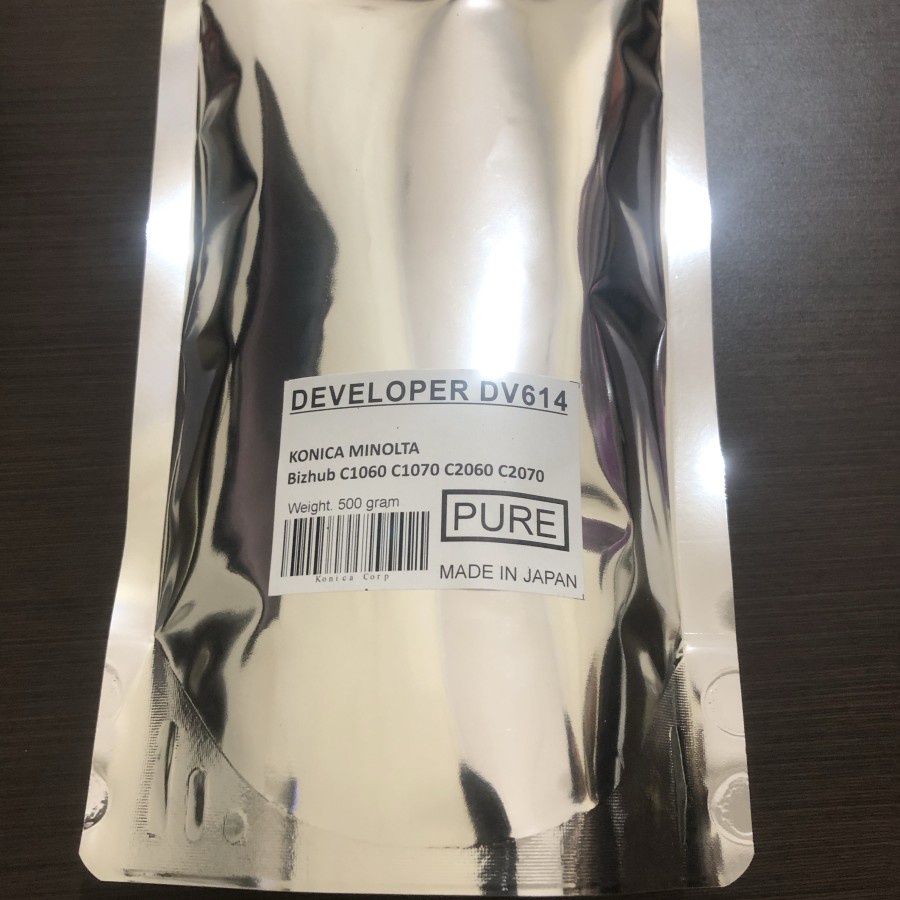 DEVELOPER DV614
KONICA MINOLTA
Bizhub C1060 C1070 C2060 C2070
Weight. 500 gram
PURE
Konica Corp
MADE IN JAPAN